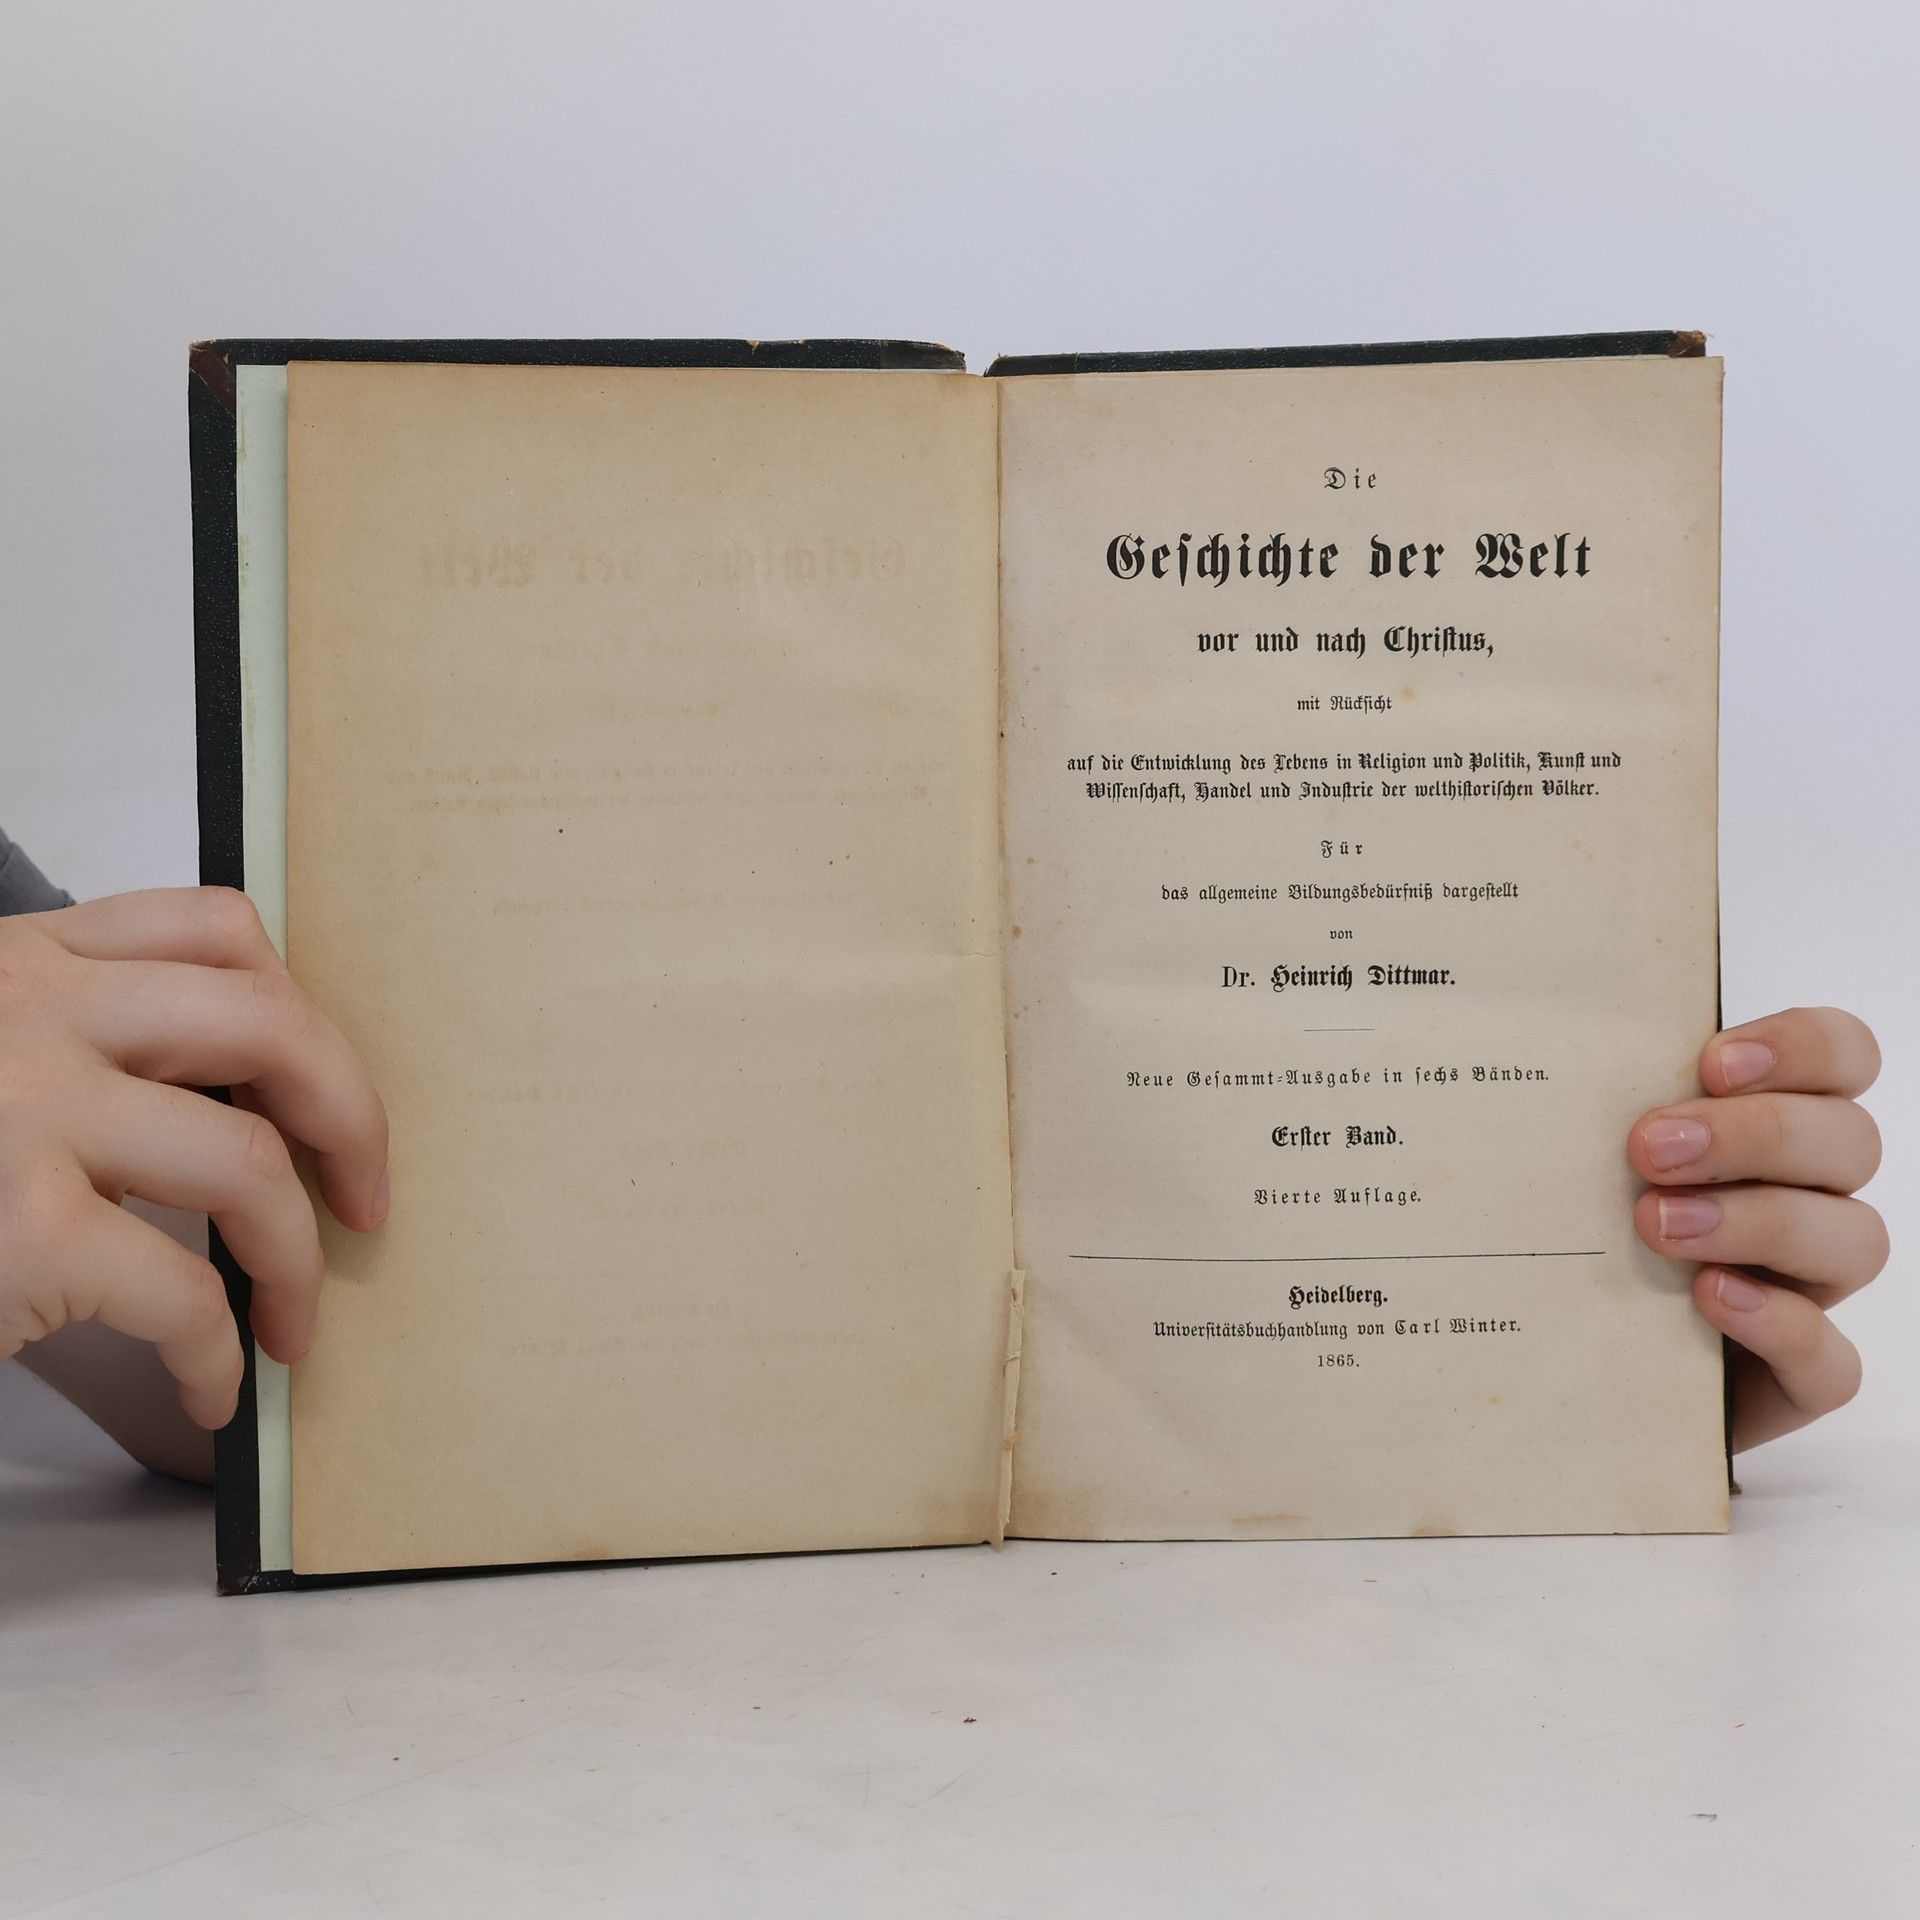 Die
Geſchichte der Welt
vor und nach Chriſtus,
mit Rückſicht
auf die Entwicklung des Lebens in Religion und Politik, Kunſt und
Wiſſenſchaft, Handel und Induſtrie der welthiſtoriſchen Völker.
Für
das allgemeine Bildungsbedürfniß dargeſtellt
von
Dr. Heinrich Dittmar.
Neue Geſammt-Ausgabe in ſechs Bänden.
Erſter Band.
Vierte Auflage.
Heidelberg.
Univerſitätsbuchhandlung von Carl Winter.
1865.